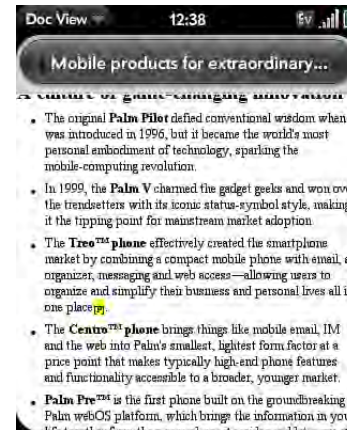 Doc View 12:38 Ev
Mobile products for extraordinary...
A culture of game-changing innovation
• The original Palm Pilot defied conventional wisdom when
was introduced in 1996, but it became the world's most
personal embodiment of technology, sparking the
mobile-computing revolution.
• In 1999, the Palm V charmed the gadget geeks and won ove
the trendsetters with its iconic status-symbol style, making
it the tipping point for mainstream market adoption
• The Treo™ phone effectively created the smartphone
market by combining a compact mobile phone with email, a
organizer, messaging and web access—allowing users to
organize and simplify their business and personal lives all i
one place[P].
• The Centro™ phone brings things like mobile email, IM
and the web into Palm's smallest, lightest form factor at a
price point that makes typically high-end phone features
and functionality accessible to a broader, younger market.
• Palm Pre™ is the first phone built on the groundbreaking
Palm webOS platform, which brings the information in you